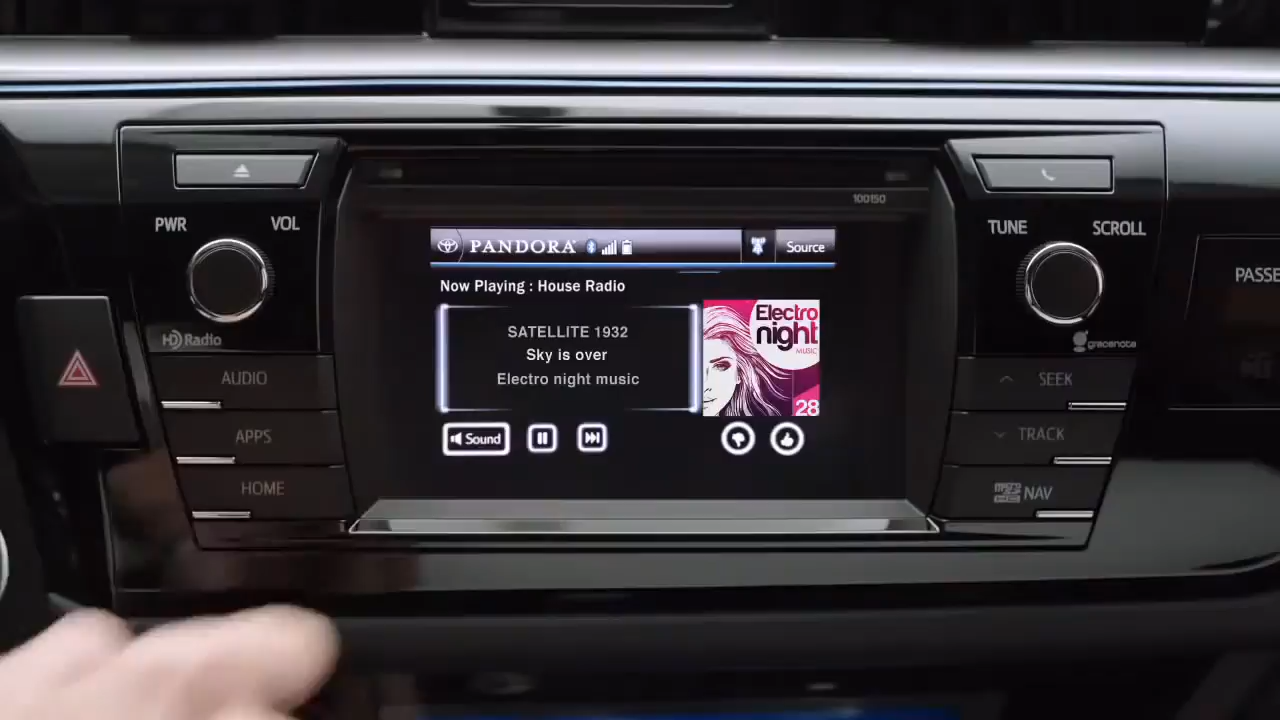 100150
PWR
VOL
TUNE
SCROLL
PANDORA
Source
Now Playing : House Radio
SATELLITE 1932
Sky is over
Electro night music
Electro
night
MUSIC
28
Sound
HD Radio
gracenote
AUDIO
APPS
HOME
SEEK
TRACK
NAV
PASSE